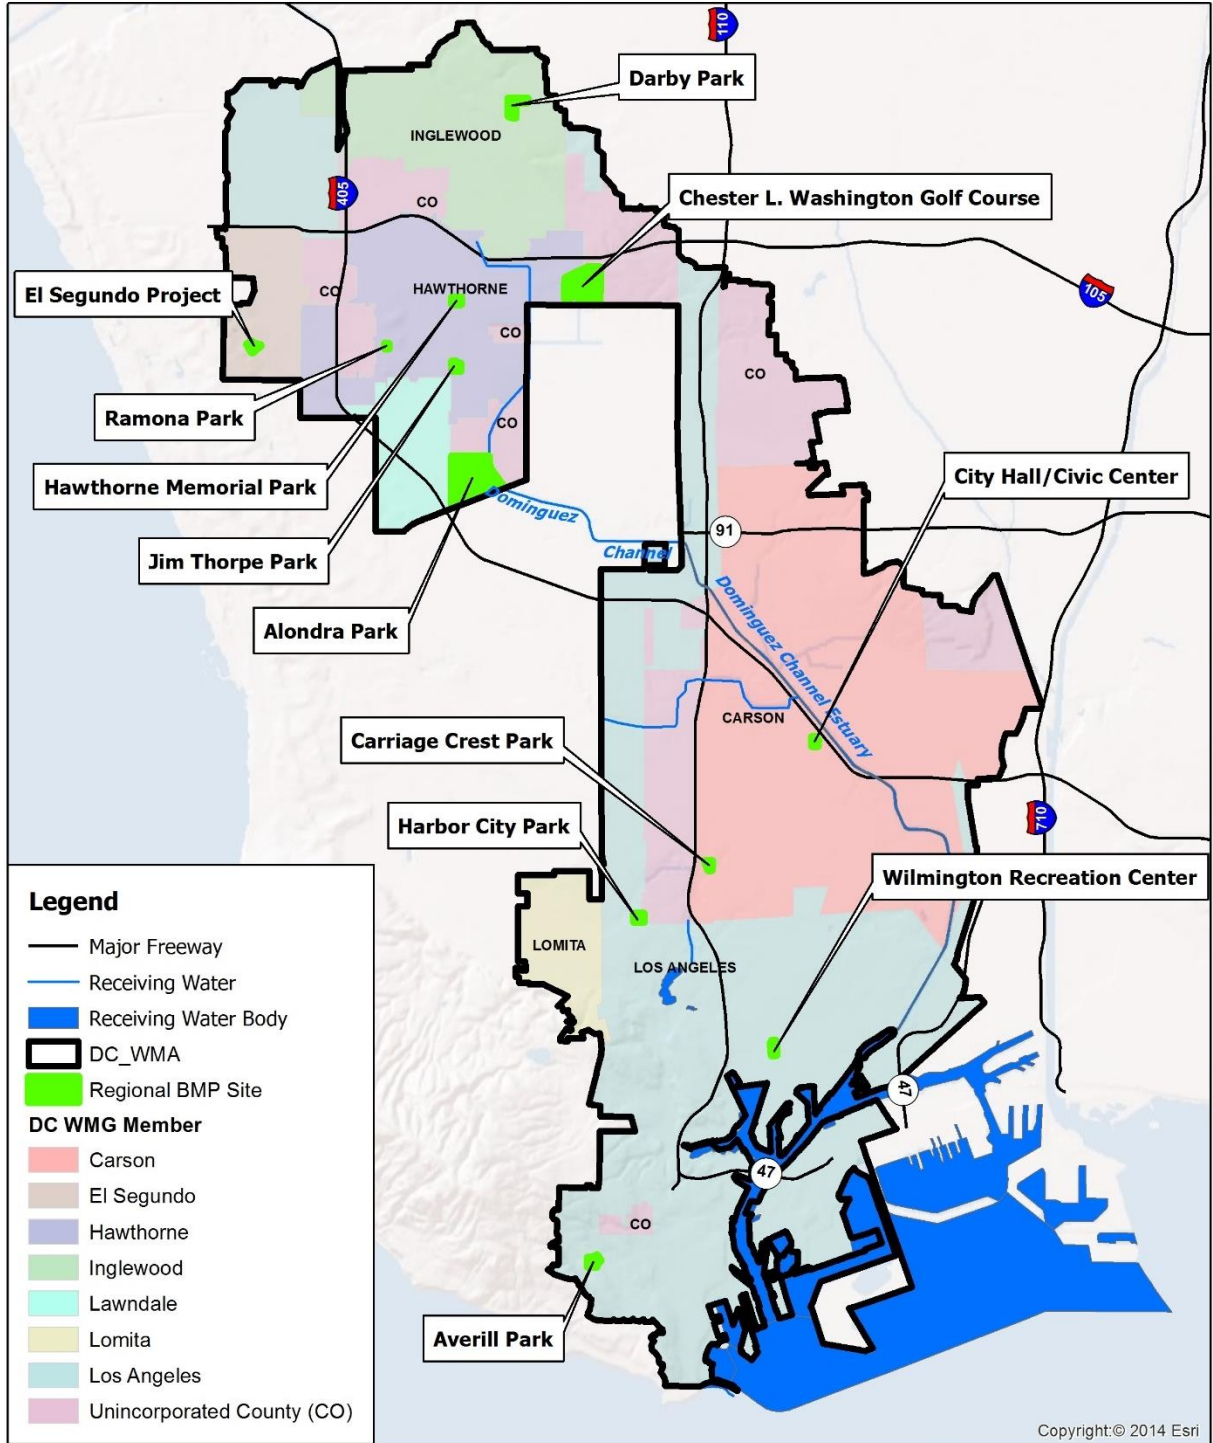 110
Darby Park
INGLEWOOD
405
CO
Chester L. Washington Golf Course
El Segundo Project
CO
HAWTHORNE
105
CO
Ramona Park
CO
CO
Hawthorne Memorial Park
City Hall/Civic Center
Dominguez
Channel
91
Jim Thorpe Park
Dominguez Channel Estuary
Alondra Park
CARSON
Carriage Crest Park
Harbor City Park
710
Wilmington Recreation Center
LOMITA
LOS ANGELES
47
47
CO
Averill Park
Legend
Major Freeway
Receiving Water
Receiving Water Body
DC_WMA
Regional BMP Site
DC WMG Member
Carson
El Segundo
Hawthorne
Inglewood
Lawndale
Lomita
Los Angeles
Unincorporated County (CO)
Copyright:© 2014 Esri